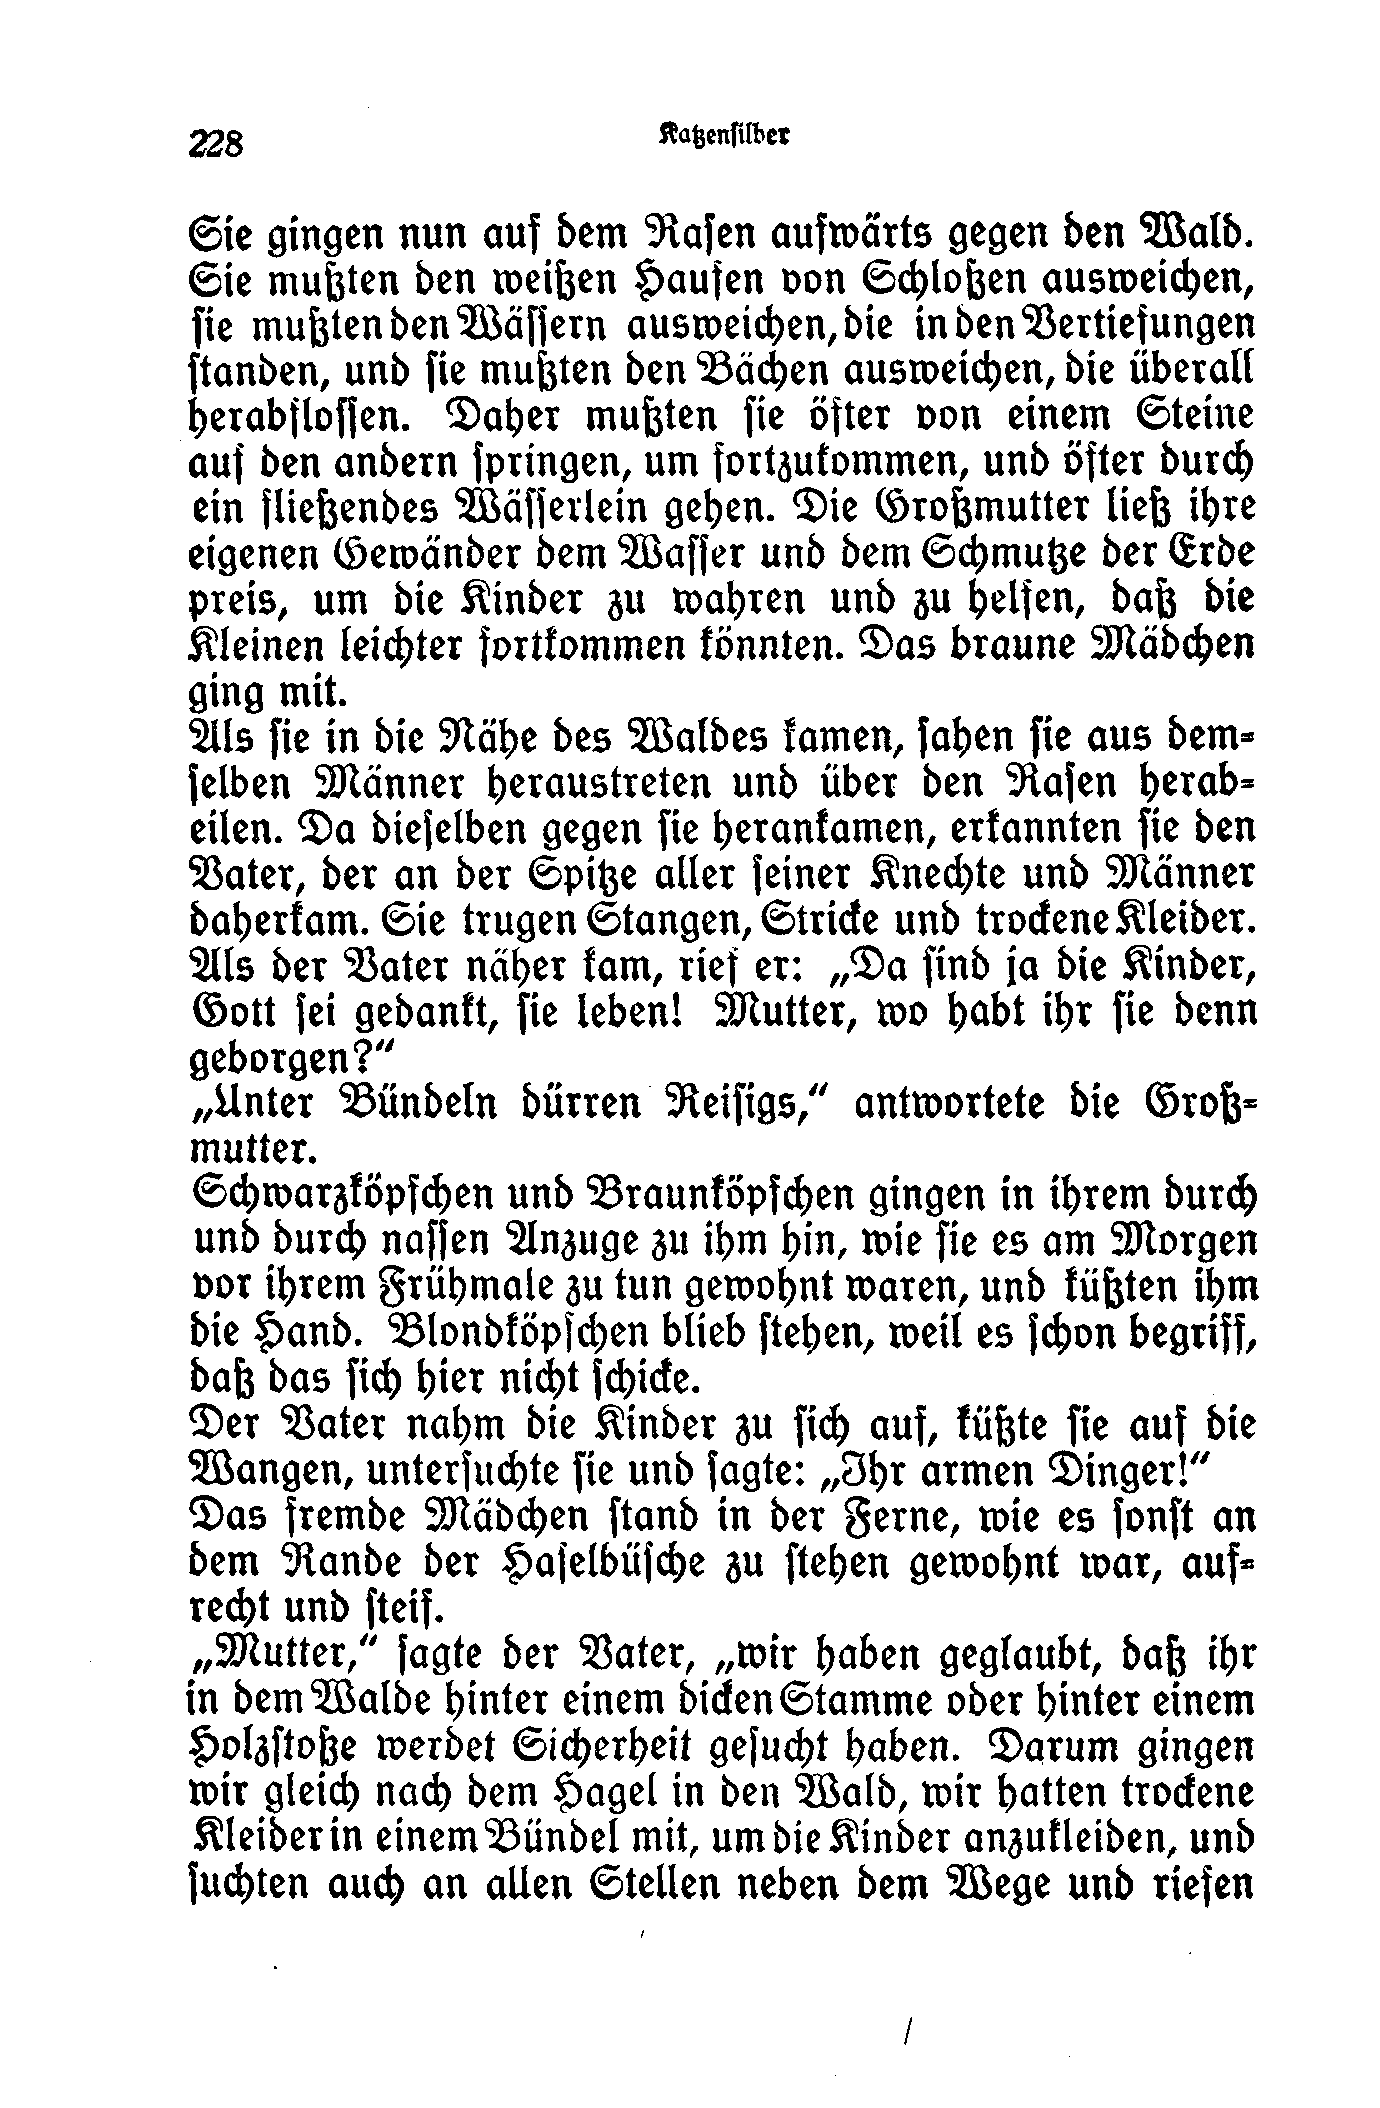 228
Katzensilber
Sie gingen nun auf dem Rasen aufwärts gegen den Wald.
Sie mußten den weißen Haufen von Schloßen ausweichen,
sie mußten den Wässern ausweichen, die in den Vertiefungen
standen, und sie mußten den Bächen ausweichen, die überall
herabflossen. Daher mußten sie öfter von einem Steine
auf den andern springen, um fortzukommen, und öfter durch
ein fließendes Wässerlein gehen. Die Großmutter ließ ihre
eigenen Gewänder dem Wasser und dem Schmutze der Erde
preis, um die Kinder zu wahren und zu helfen, daß die
Kleinen leichter fortkommen könnten. Das braune Mädchen
ging mit.
Als sie in die Nähe des Waldes kamen, sahen sie aus dem-
selben Männer heraustreten und über den Rasen herab-
eilen. Da dieselben gegen sie herankamen, erkannten sie den
Vater, der an der Spitze aller seiner Knechte und Männer
daherkam. Sie trugen Stangen, Stricke und trockene Kleider.
Als der Vater näher kam, rief er: „Da sind ja die Kinder,
Gott sei gedankt, sie leben! Mutter, wo habt ihr sie denn
geborgen?“
„Unter Bündeln dürren Reisigs,“ antwortete die Groß-
mutter.
Schwarzköpfchen und Braunköpfchen gingen in ihrem durch
und durch nassen Anzuge zu ihm hin, wie sie es am Morgen
vor ihrem Frühmale zu tun gewohnt waren, und küßten ihm
die Hand. Blondköpfchen blieb stehen, weil es schon begriff,
daß das sich hier nicht schicke.
Der Vater nahm die Kinder zu sich auf, küßte sie auf die
Wangen, untersuchte sie und sagte: „Ihr armen Dinger!“
Das fremde Mädchen stand in der Ferne, wie es sonst an
dem Rande der Haselbüsche zu stehen gewohnt war, auf-
recht und steif.
„Mutter,“ sagte der Vater, „wir haben geglaubt, daß ihr
in dem Walde hinter einem dicken Stamme oder hinter einem
Holzstoße werdet Sicherheit gesucht haben. Darum gingen
wir gleich nach dem Hagel in den Wald, wir hatten trockene
Kleider in einem Bündel mit, um die Kinder anzukleiden, und
suchten auch an allen Stellen neben dem Wege und riefen